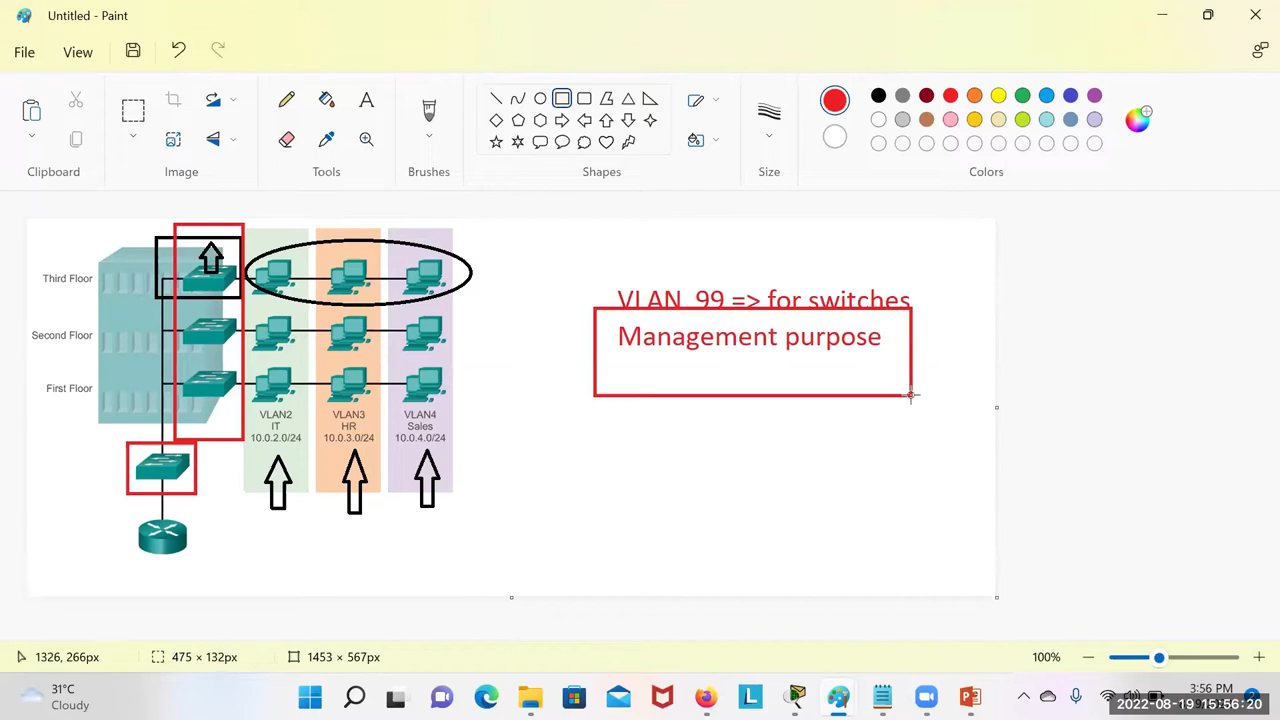 Untitled - Paint
File
View
Clipboard
Image
Tools
Brushes
Shapes
Size
Colors
Third Floor
Second Floor
First Floor
VLAN2
IT
10.0.2.0/24
VLAN3
HR
10.0.3.0/24
VLAN4
Sales
10.0.4.0/24
VLAN 99 => for switches
Management purpose
1326, 266px
475 × 132px
1453 × 567px
100%
31°C
Cloudy
3:56 PM
2022-08-19 15:56:20